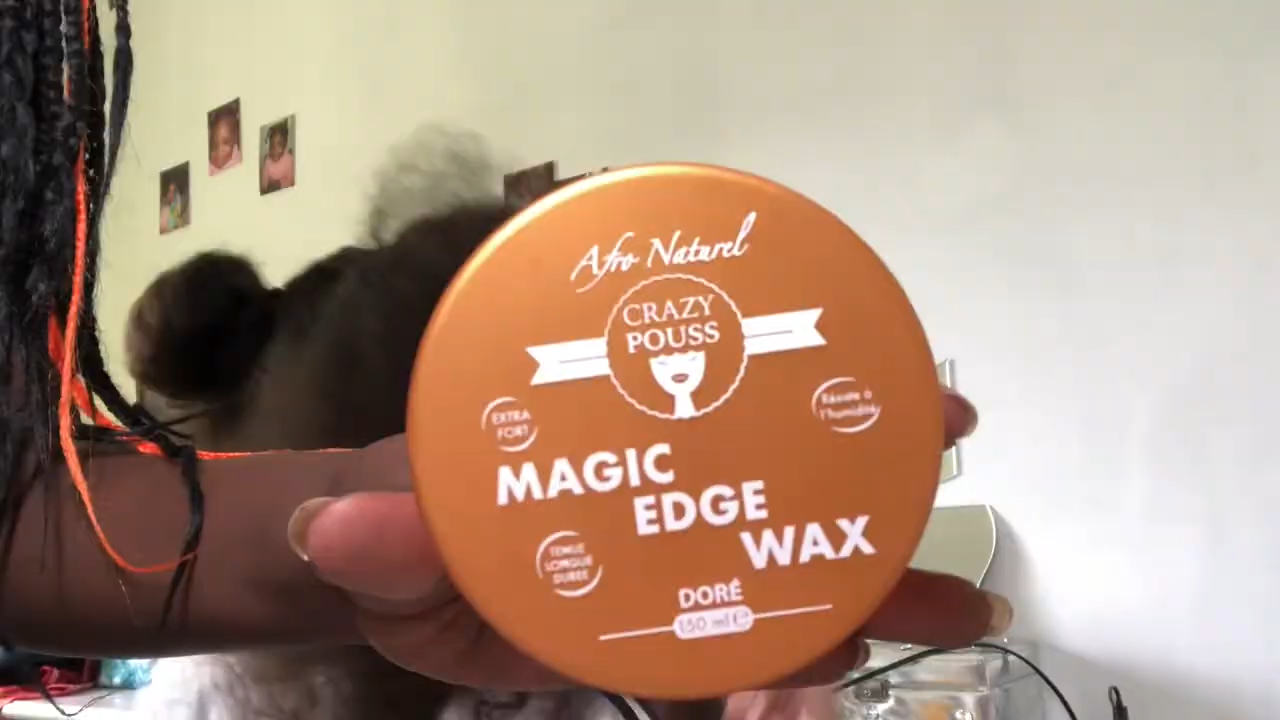 Afro Naturel
CRAZY
POUSS
EXTRA
FORT
Résiste à
l'humidité
MAGIC
EDGE
WAX
TENUE
LONGUE
DURÉE
DORÉ
150 ml e